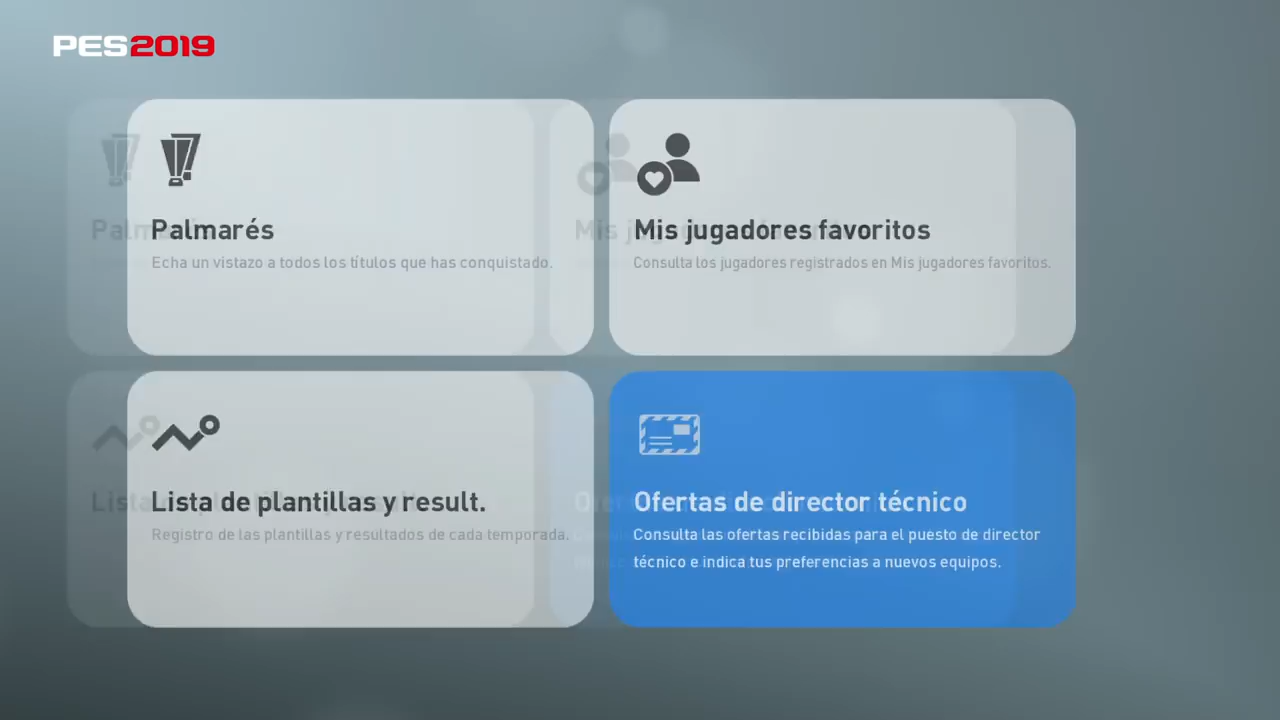 PES2019
Palmarés
Echa un vistazo a todos los títulos que has conquistado.
Mis jugadores favoritos
Consulta los jugadores registrados en Mis jugadores favoritos.
Lista de plantillas y result.
Registro de las plantillas y resultados de cada temporada.
Ofertas de director técnico
Consulta las ofertas recibidas para el puesto de director
técnico e indica tus preferencias a nuevos equipos.